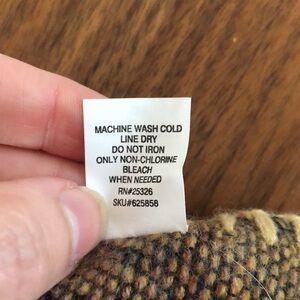 MACHINE WASH COLD
LINE DRY
DO NOT IRON
ONLY NON-CHLORINE
BLEACH
WHEN NEEDED
RN#25326
SKU#625858